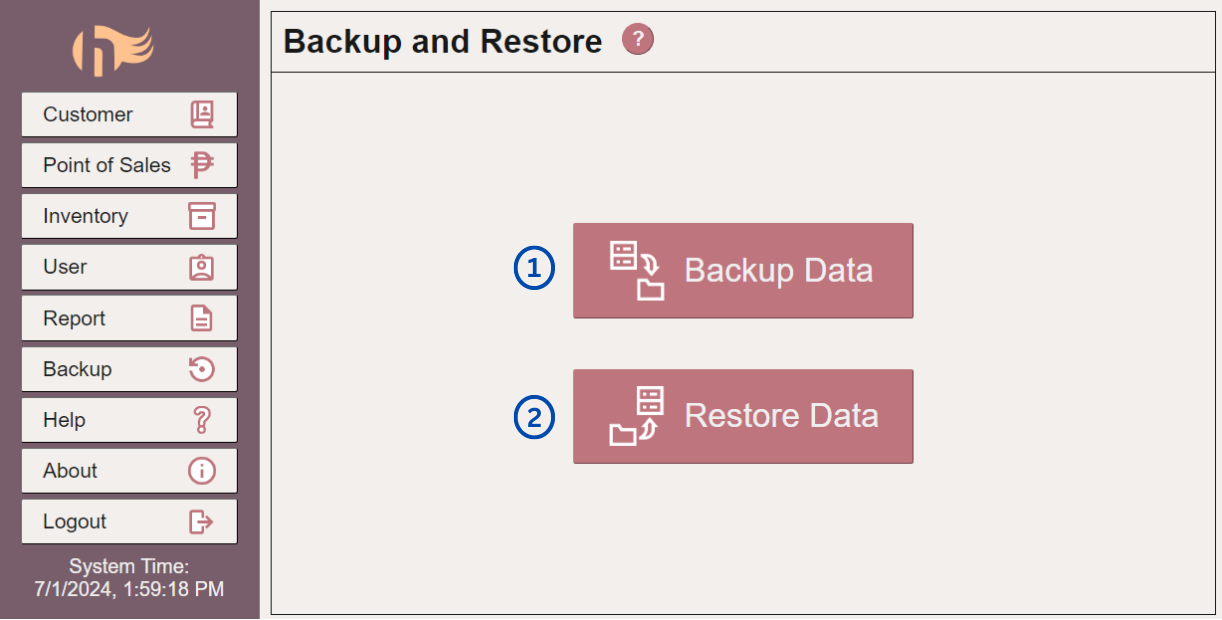 Customer
Point of Sales
Inventory
User
Report
Backup
Help
About
Logout
System Time:
7/1/2024, 1:59:18 PM
Backup and Restore ?
1 Backup Data
2 Restore Data